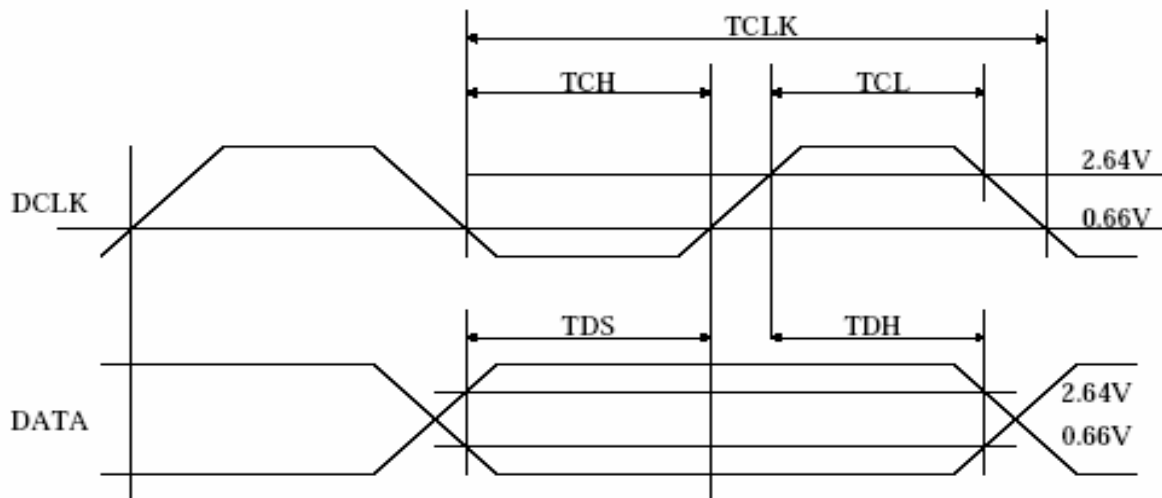 TCLK
TCH TCL
2.64V
DCLK
0.66V
TDS TDH
2.64V
DATA
0.66V